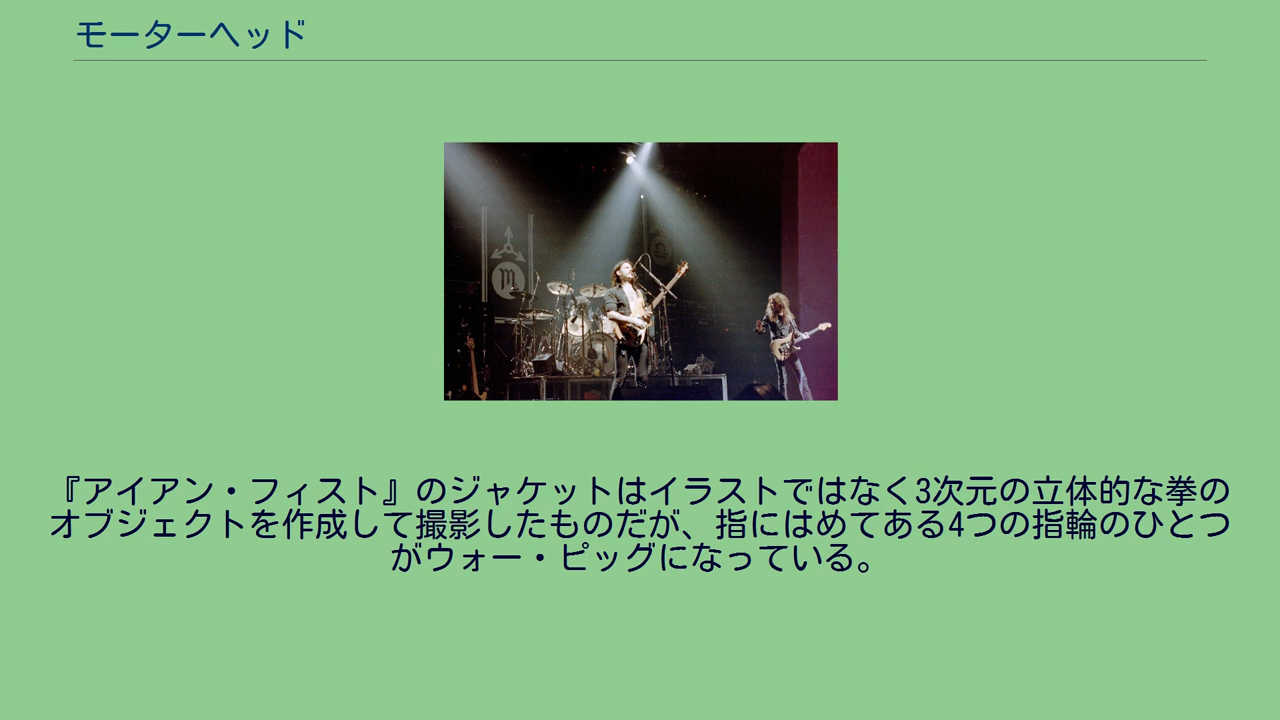 モーターヘッド
『アイアン・フィスト』のジャケットはイラストではなく3次元の立体的な拳の
オブジェクトを作成して撮影したものだが、指にはめてある4つの指輪のひとつ
がウォー・ピッグになっている。